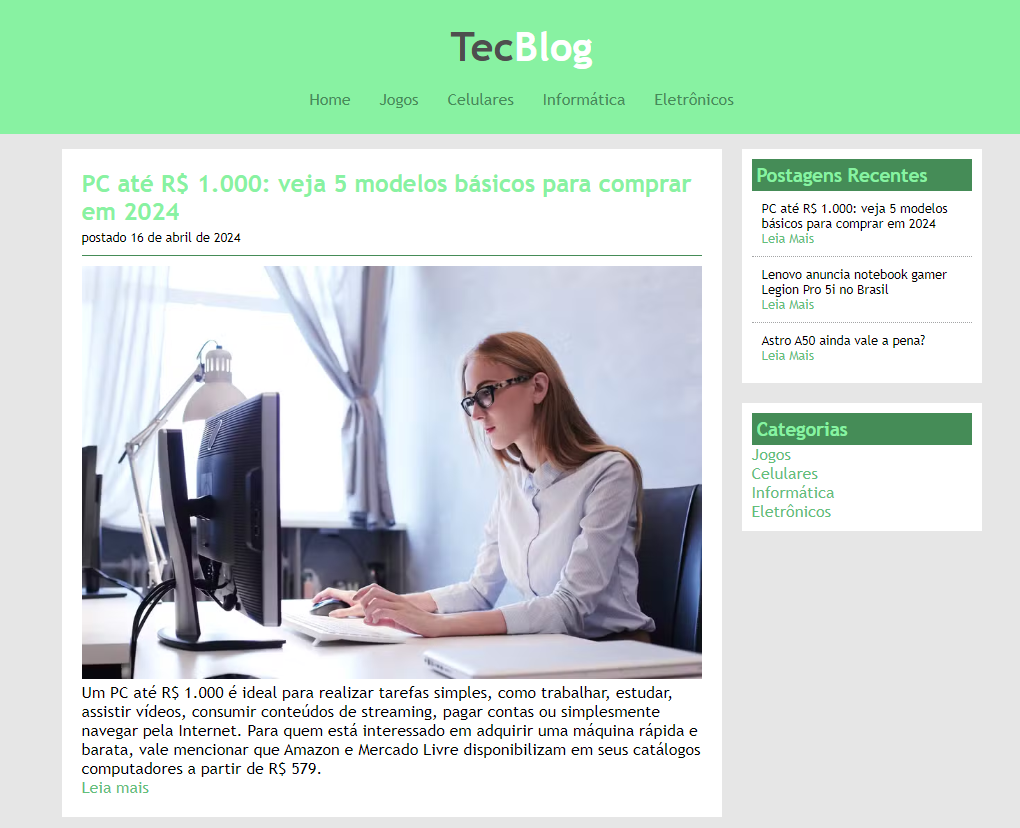 TecBlog
Home Jogos Celulares Informática Eletrônicos
PC até R$ 1.000: veja 5 modelos básicos para comprar
em 2024
postado 16 de abril de 2024
Um PC até R$ 1.000 é ideal para realizar tarefas simples, como trabalhar, estudar,
assistir vídeos, consumir conteúdos de streaming, pagar contas ou simplesmente
navegar pela Internet. Para quem está interessado em adquirir uma máquina rápida e
barata, vale mencionar que Amazon e Mercado Livre disponibilizam em seus catálogos
computadores a partir de R$ 579.
Leia mais
Postagens Recentes
PC até R$ 1.000: veja 5 modelos
básicos para comprar em 2024
Leia Mais
Lenovo anuncia notebook gamer
Legion Pro 5i no Brasil
Leia Mais
Astro A50 ainda vale a pena?
Leia Mais
Categorias
Jogos
Celulares
Informática
Eletrônicos